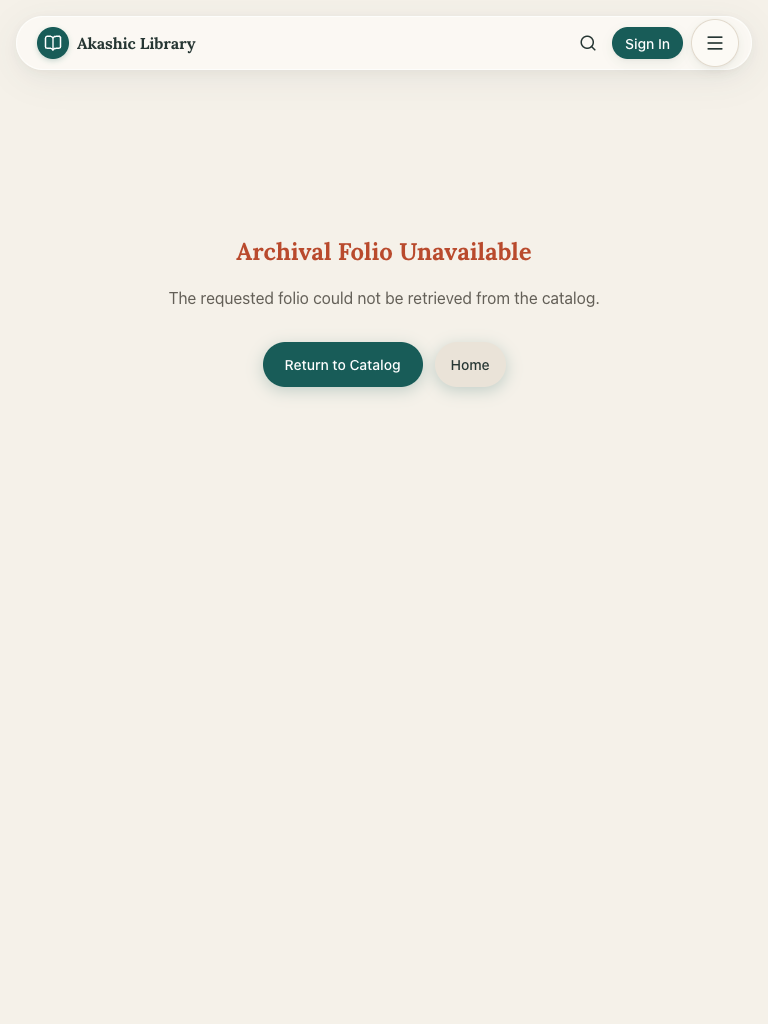 Akashic Library
Sign In
Archival Folio Unavailable
The requested folio could not be retrieved from the catalog.
Return to Catalog
Home